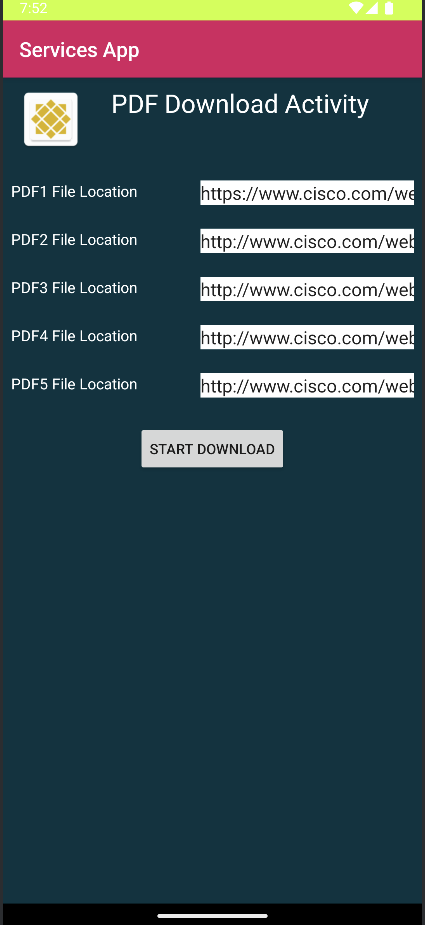 7:52
Services App
PDF Download Activity
PDF1 File Location https://www.cisco.com/we
PDF2 File Location http://www.cisco.com/web
PDF3 File Location http://www.cisco.com/web
PDF4 File Location http://www.cisco.com/web
PDF5 File Location http://www.cisco.com/web
START DOWNLOAD